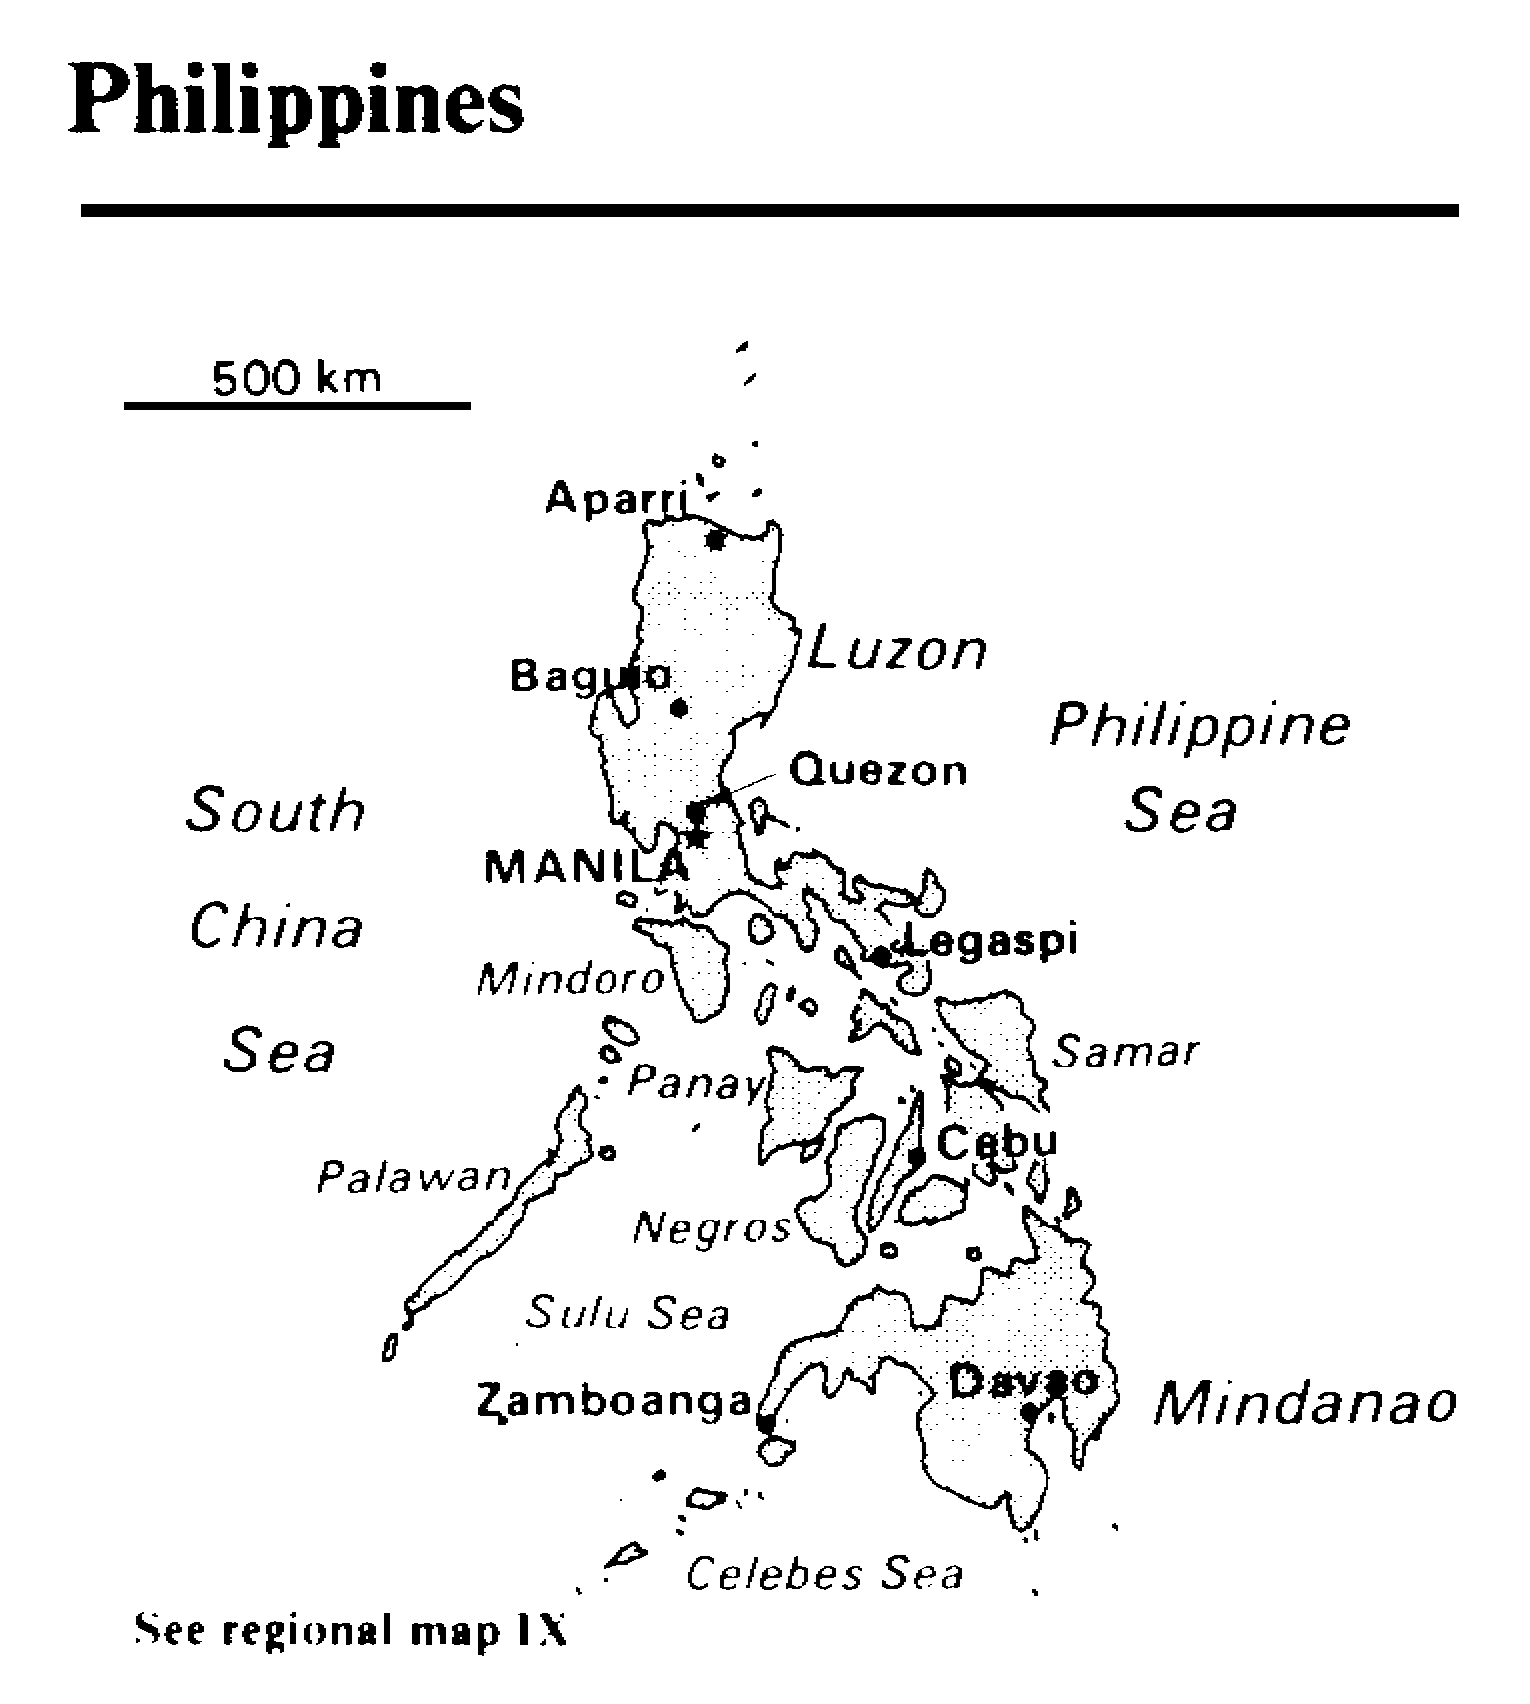 Philippines
500 km
Aparri
Luzon
Baguio
Philippine
Sea
Quezon
South
China
Sea
MANILA
Legaspi
Mindoro
Samar
Panay
Cebu
Palawan
Negros
Sulu Sea
Davao
Zamboanga
Mindanao
Celebes Sea
See regional map IX